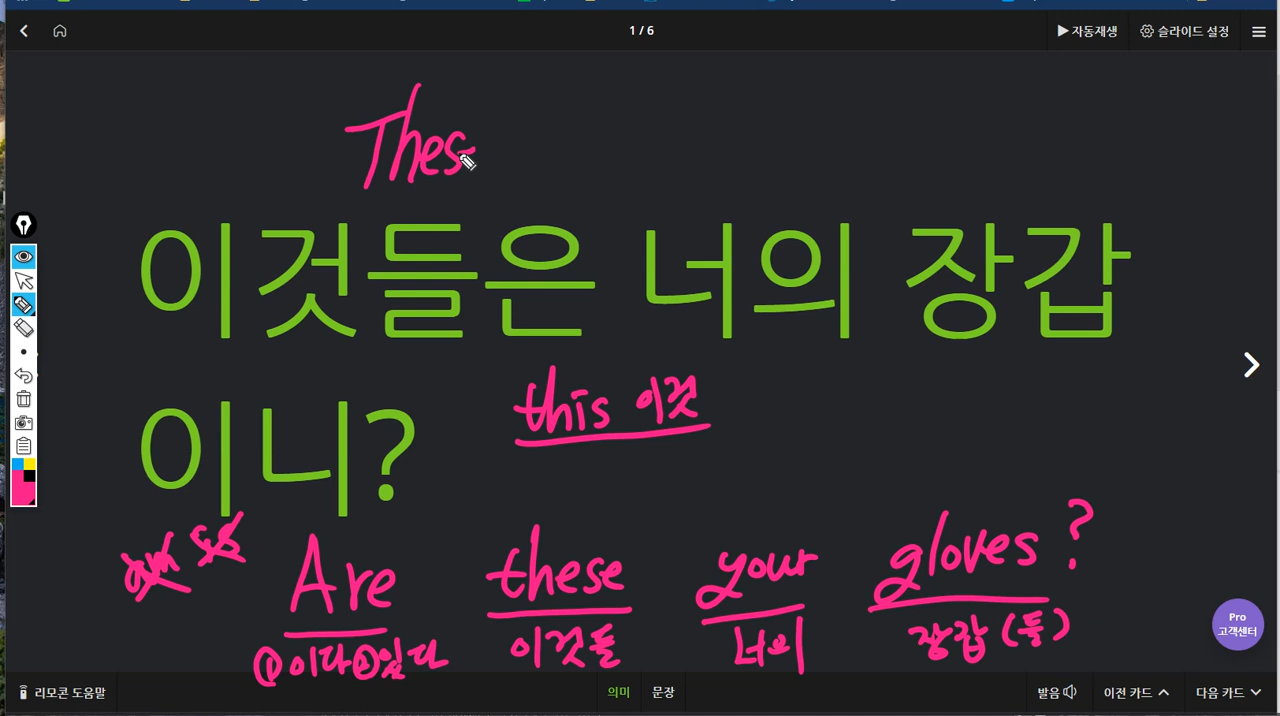 1 / 6
자동재생
슬라이드 설정
Thes
이것들은 너의 장갑
이니?
this 이것
Are these your gloves?
①이다②있다 이것들 너의 장갑(들)
Pro
고객센터
리모콘 도움말
의미
문장
발음
이전 카드
다음 카드